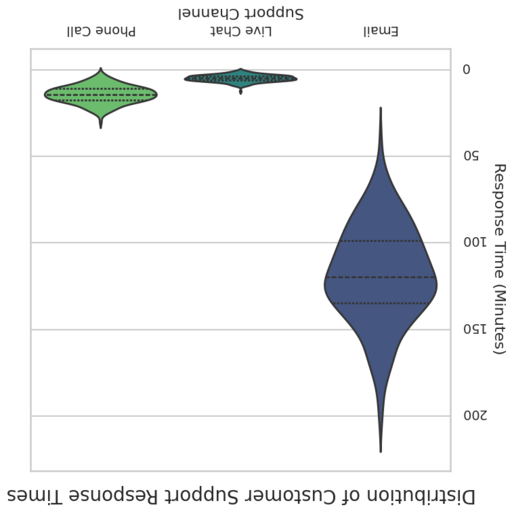 Distribution of Customer Support Response Times
200
150
100
50
0
Response Time (Minutes)
Email
Live Chat
Phone Call
Support Channel